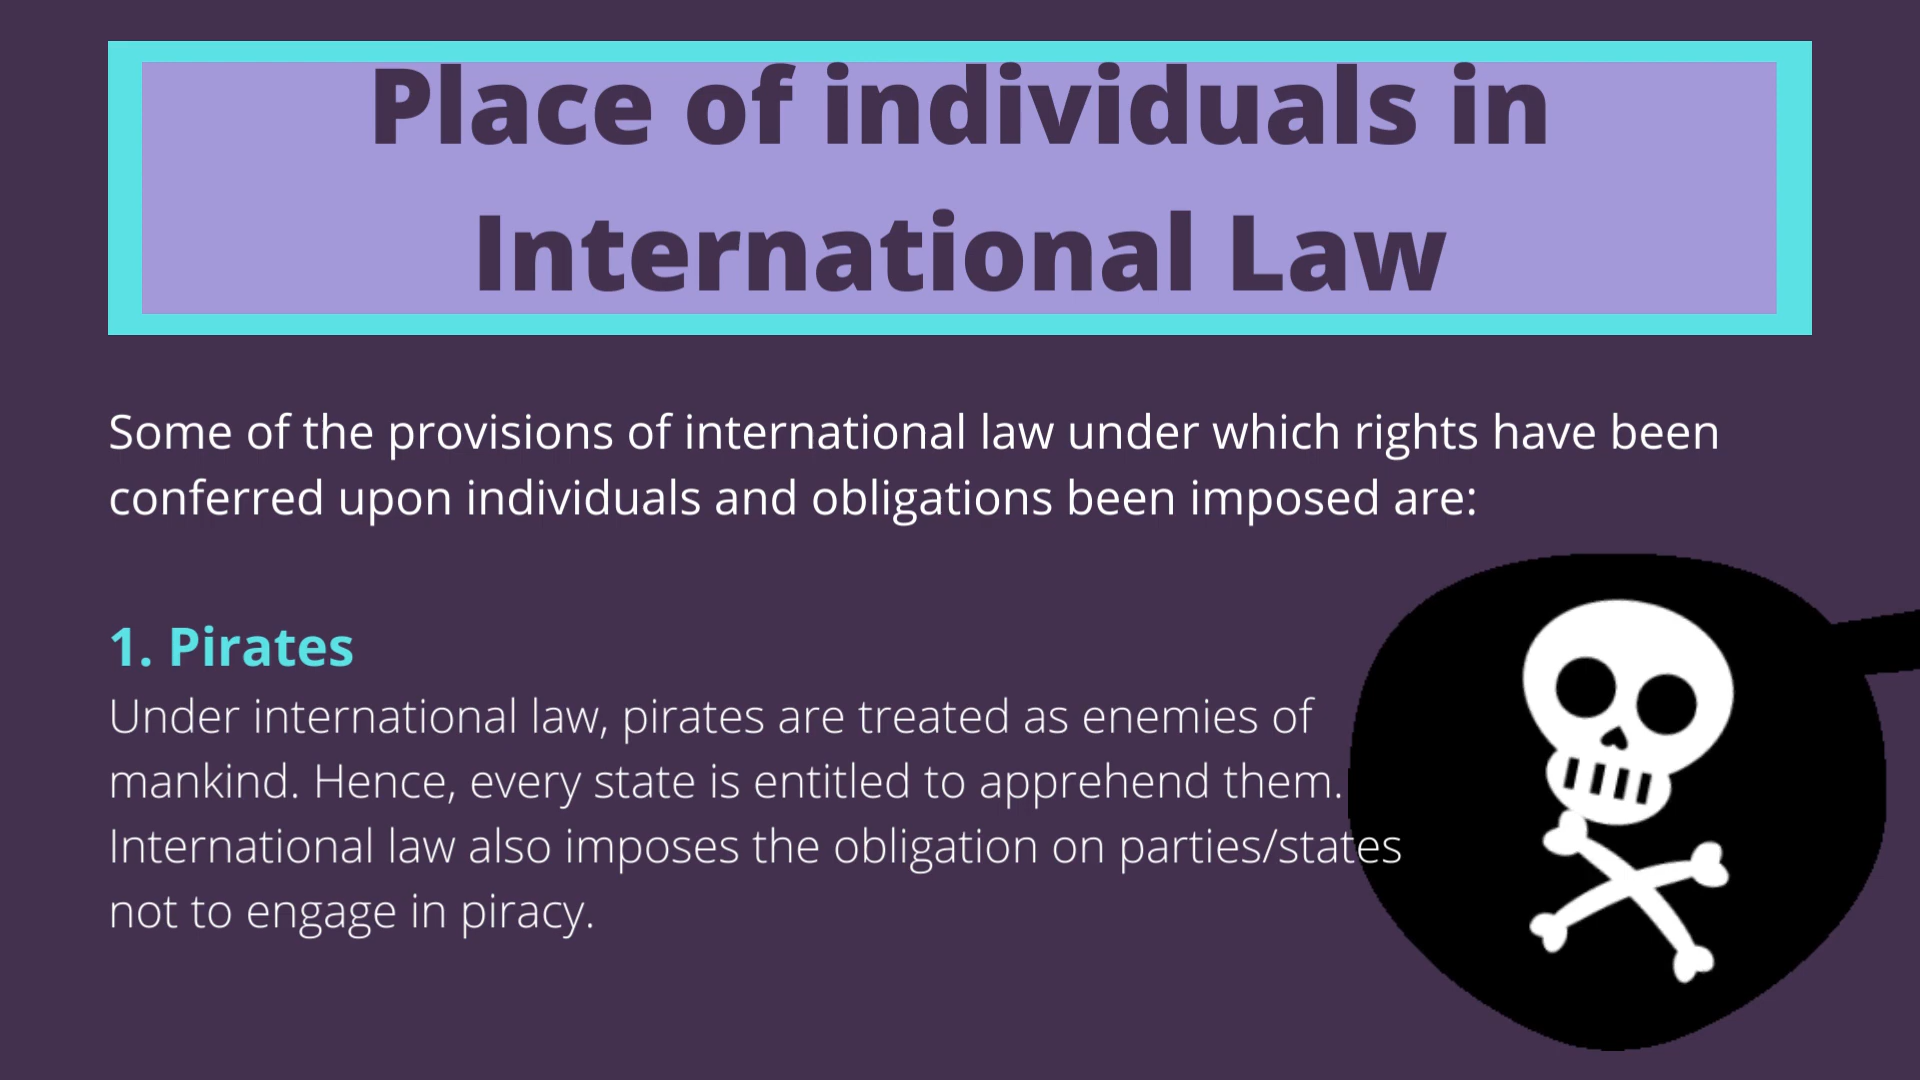 Place of individuals in
International Law
Some of the provisions of international law under which rights have been
conferred upon individuals and obligations been imposed are:
1. Pirates
Under international law, pirates are treated as enemies of
mankind. Hence, every state is entitled to apprehend them.
International law also imposes the obligation on parties/states
not to engage in piracy.